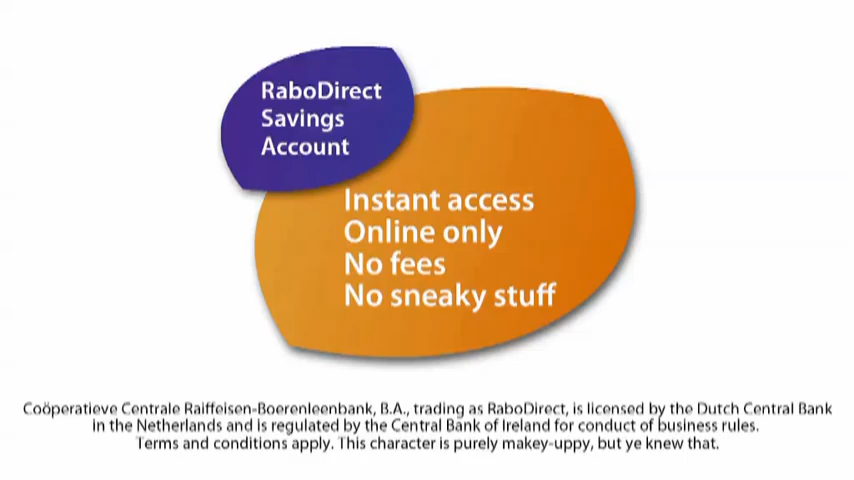 RaboDirect
Savings
Account
Instant access
Online only
No fees
No sneaky stuff
Coöperatieve Centrale Raiffeisen-Boerenleenbank, B.A., trading as RaboDirect, is licensed by the Dutch Central Bank
in the Netherlands and is regulated by the Central Bank of Ireland for conduct of business rules.
Terms and conditions apply. This character is purely makey-uppy, but ye knew that.